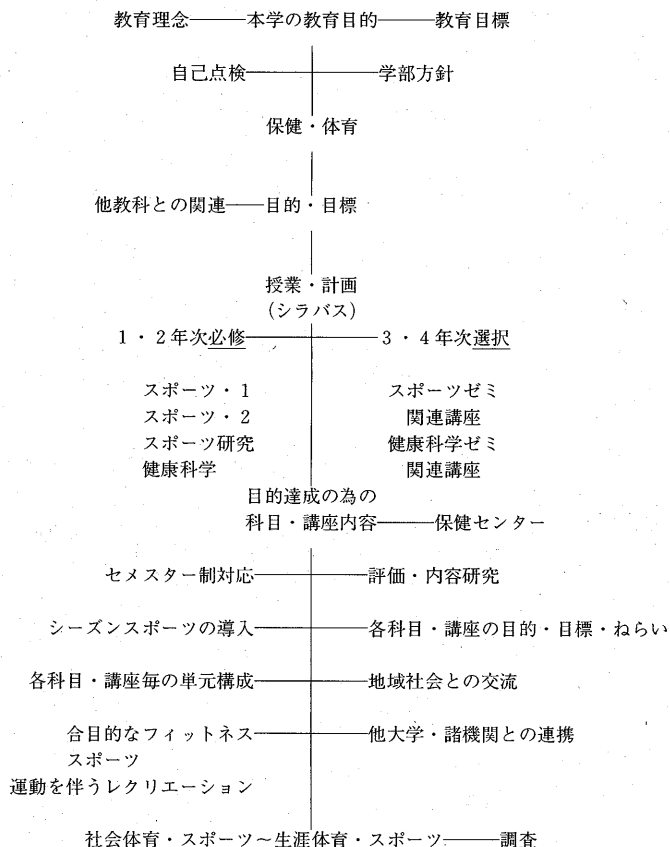 教育理念――本学の教育目的――教育目標
自己点検 学部方針
保健・体育
他教科との関連――目的・目標
授業・計画
(シラバス)
1・2年次必修 3・4年次選択
スポーツ・1 スポーツゼミ
スポーツ・2 関連講座
スポーツ研究 健康科学ゼミ
健康科学 関連講座
目的達成の為の
科目・講座内容――保健センター
セメスター制対応 評価・内容研究
シーズンスポーツの導入 各科目・講座の目的・目標・ねらい
各科目・講座毎の単元構成 地域社会との交流
合目的なフィットネス 他大学・諸機関との連携
スポーツ
運動を伴うレクリエーション
社会体育・スポーツ~生涯体育・スポーツ――調査